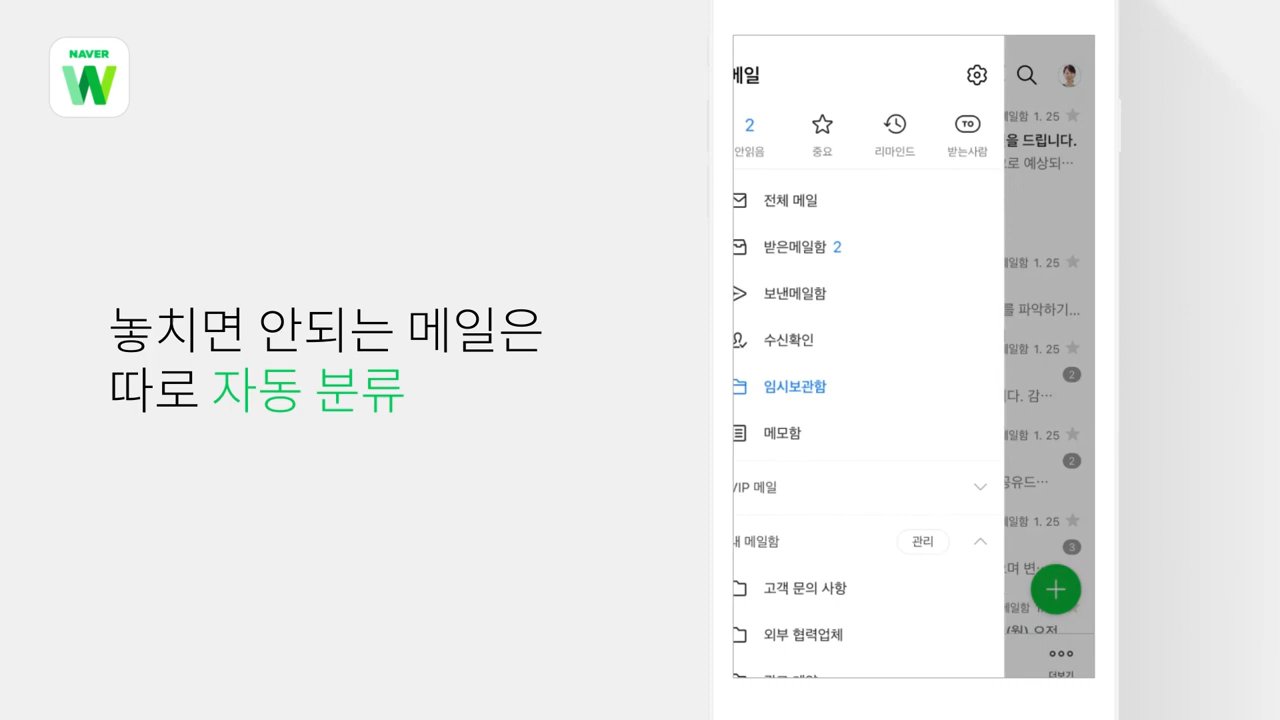 NAVER
W
놓치면 안되는 메일은
따로 자동 분류
메일
2
안읽음
중요
리마인드
TO
받는사람
전체 메일
받은메일함 2
보낸메일함
수신확인
임시보관함
메모함
VIP 메일
내 메일함
관리
고객 문의 사항
외부 협력업체
메일함 1. 25
을 드립니다.
로 예상되…
메일함 1. 25
를 파악하기...
메일함 1. 25
2
다. 감…
메일함 1. 25
2
공유드…
메일함 1. 25
3
며 변…
메일함
(월) 오전
더보기